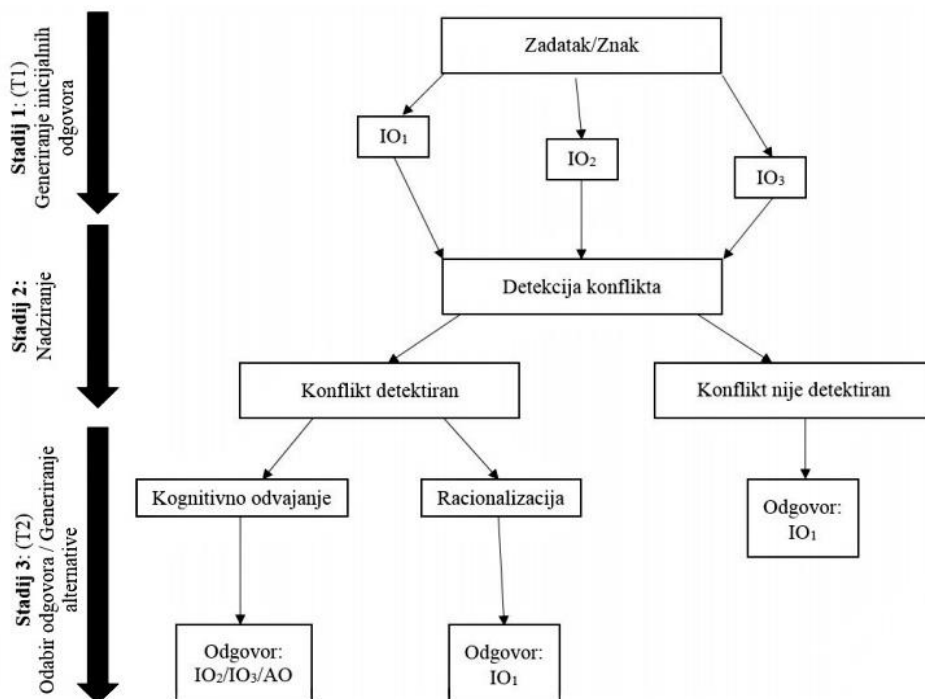 Stadij 1: (T1)
Generiranje inicijalnih
odgovora
Zadatak/Znak
IO₁
IO₂
IO₃
Stadij 2:
Nadziranje
Detekcija konflikta
Konflikt detektiran
Konflikt nije detektiran
Stadij 3: (T2)
Odabir odgovora / Generiranje
alternative
Kognitivno odvajanje
Racionalizacija
Odgovor:
IO₁
Odgovor:
IO₂/IO₃/AO
Odgovor:
IO₁